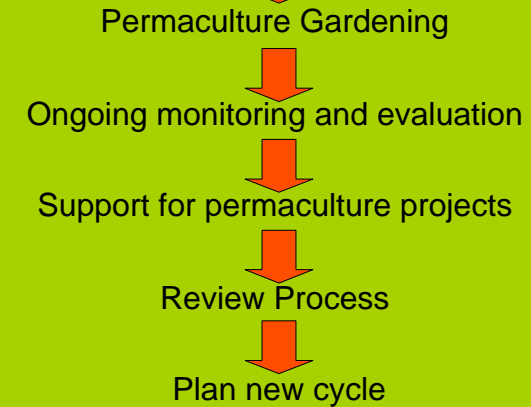 Permaculture Gardening
Ongoing monitoring and evaluation
Support for permaculture projects
Review Process
Plan new cycle